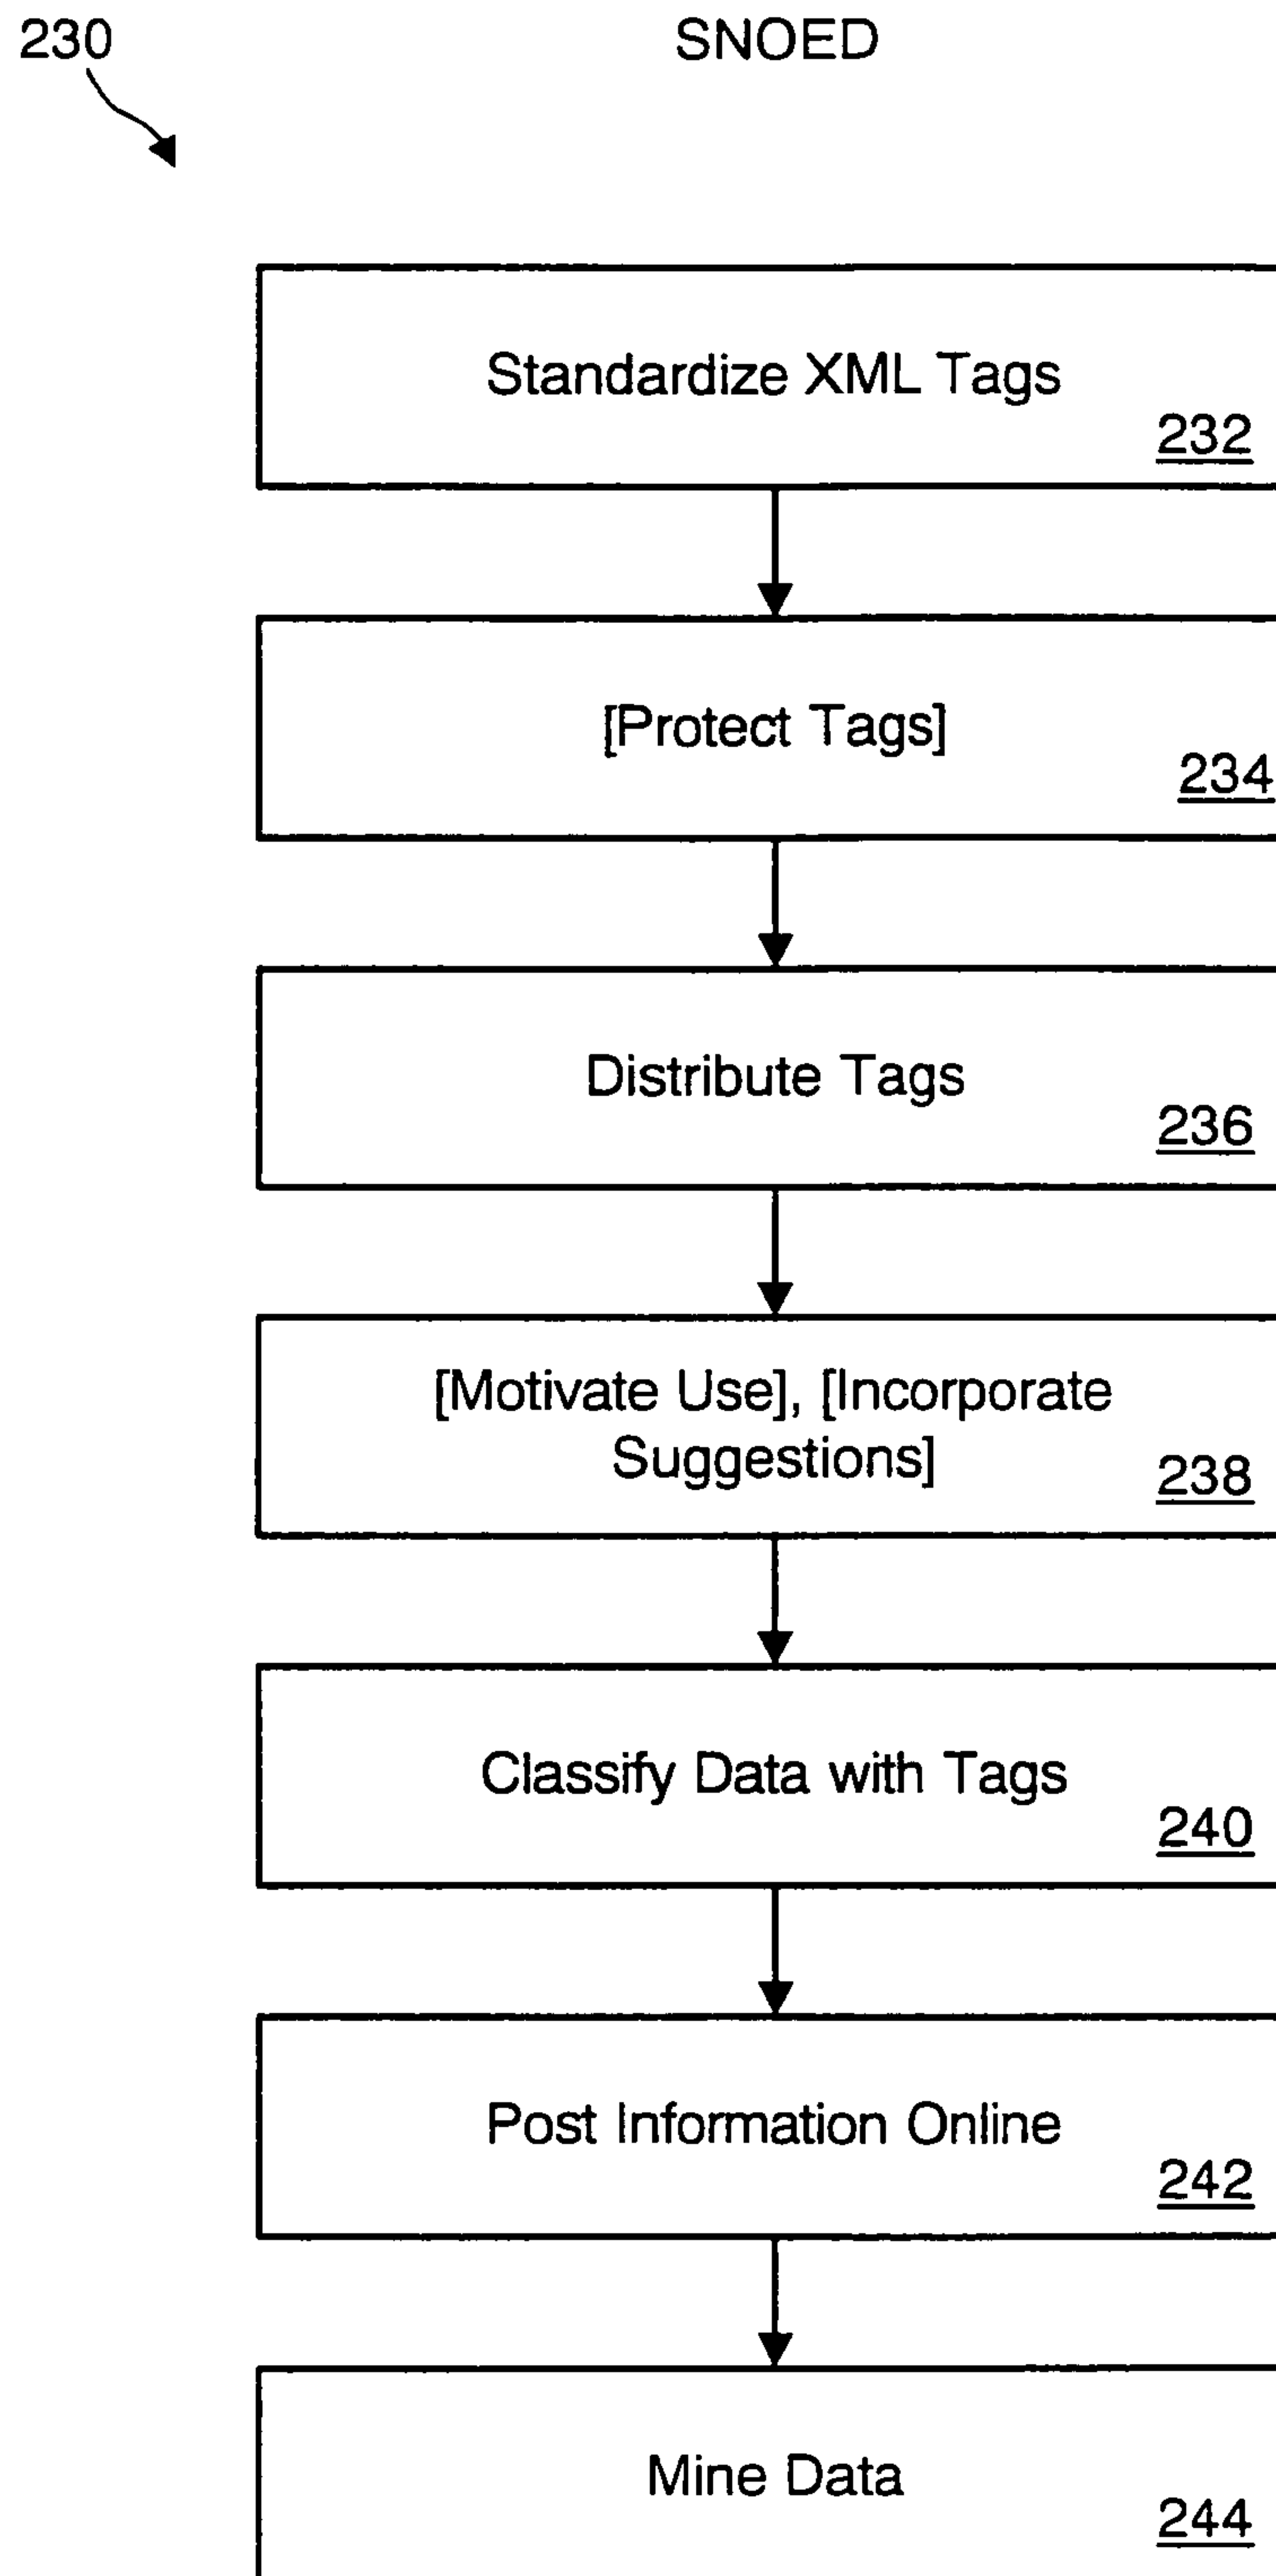 230
SNOED
Standardize XML Tags
232
[Protect Tags]
234
Distribute Tags
236
[Motivate Use], [Incorporate
Suggestions]
238
Classify Data with Tags
240
Post Information Online
242
Mine Data
244